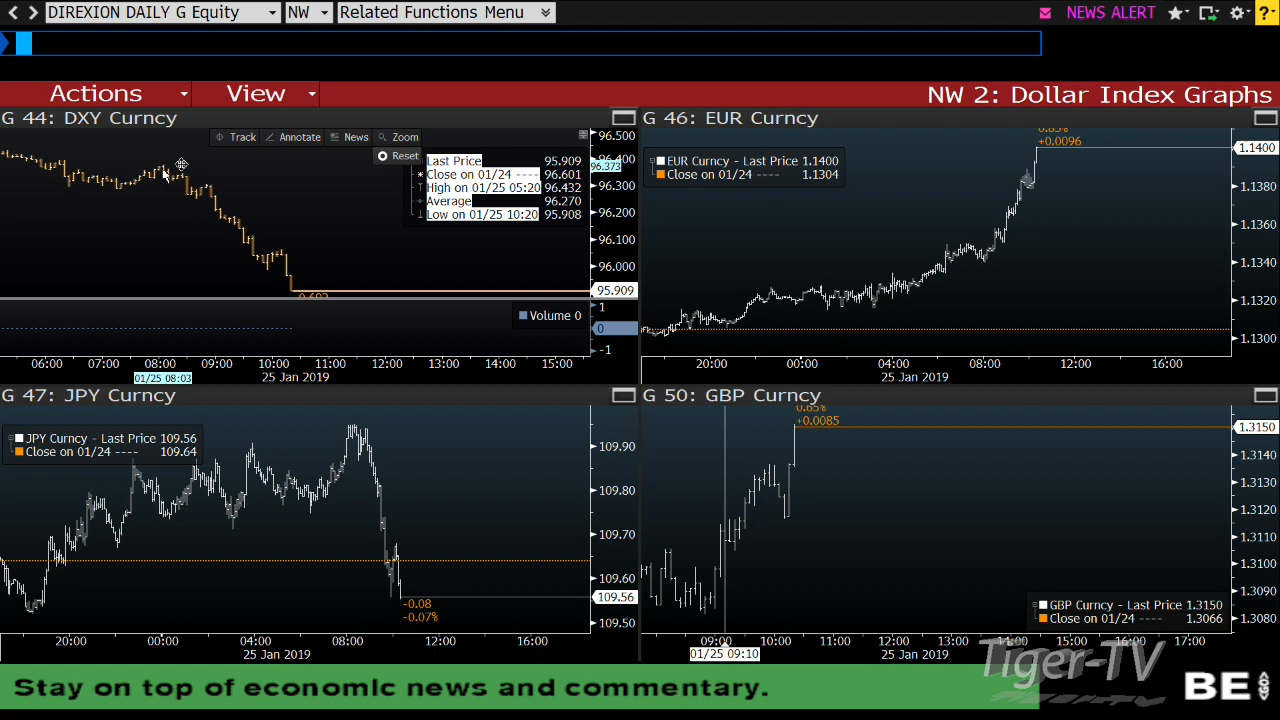 DIREXION DAILY G Equity
NW
Related Functions Menu
NEWS ALERT
?
Actions
View
NW 2: Dollar Index Graphs
G 44: DXY Curncy
Track
Annotate
News
Zoom
Reset
Last Price 95.909
Close on 01/24 ---- 96.601
High on 01/25 05:20 96.432
Average 96.270
Low on 01/25 10:20 95.908
96.500
96.400
96.373
96.300
96.200
96.100
96.000
95.909
Volume 0
1
0
-1
06:00 07:00 08:00 09:00 10:00 11:00 12:00 13:00 14:00 15:00
01/25 08:03
25 Jan 2019
G 46: EUR Curncy
+0.0096
EUR Curncy - Last Price 1.1400
Close on 01/24 ---- 1.1304
1.1400
1.1380
1.1360
1.1340
1.1320
1.1300
20:00 00:00 04:00 08:00 12:00 16:00
25 Jan 2019
G 47: JPY Curncy
JPY Curncy - Last Price 109.56
Close on 01/24 ---- 109.64
109.90
109.80
109.70
109.60
109.56
109.50
-0.08
-0.07%
20:00 00:00 04:00 08:00 12:00 16:00
25 Jan 2019
G 50: GBP Curncy
0.65%
+0.0085
1.3150
1.3140
1.3130
1.3120
1.3110
1.3100
1.3090
1.3080
GBP Curncy - Last Price 1.3150
Close on 01/24 ---- 1.3066
09:00 10:00 11:00 12:00 13:00 14:00 15:00 16:00 17:00
01/25 09:10
25 Jan 2019
Stay on top of economic news and commentary.
Tiger-TV
BE